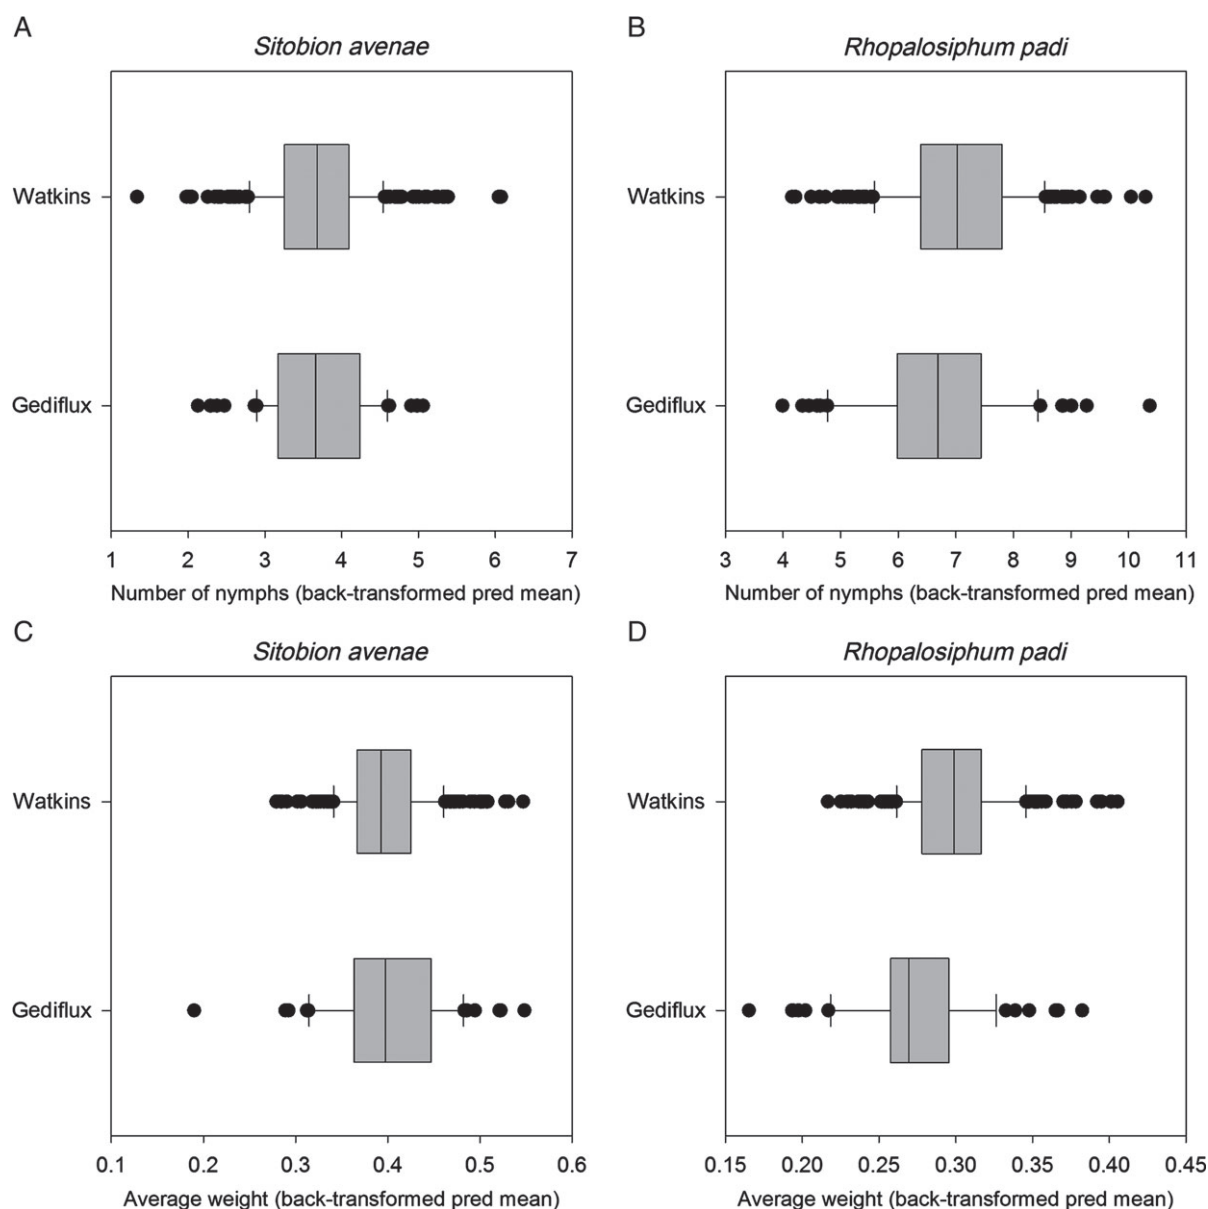 A
Sitobion avenae
Watkins
Gediflux
1 2 3 4 5 6 7
Number of nymphs (back-transformed pred mean)
B
Rhopalosiphum padi
Watkins
Gediflux
3 4 5 6 7 8 9 10 11
Number of nymphs (back-transformed pred mean)
C
Sitobion avenae
Watkins
Gediflux
0.1 0.2 0.3 0.4 0.5 0.6
Average weight (back-transformed pred mean)
D
Rhopalosiphum padi
Watkins
Gediflux
0.15 0.20 0.25 0.30 0.35 0.40 0.45
Average weight (back-transformed pred mean)